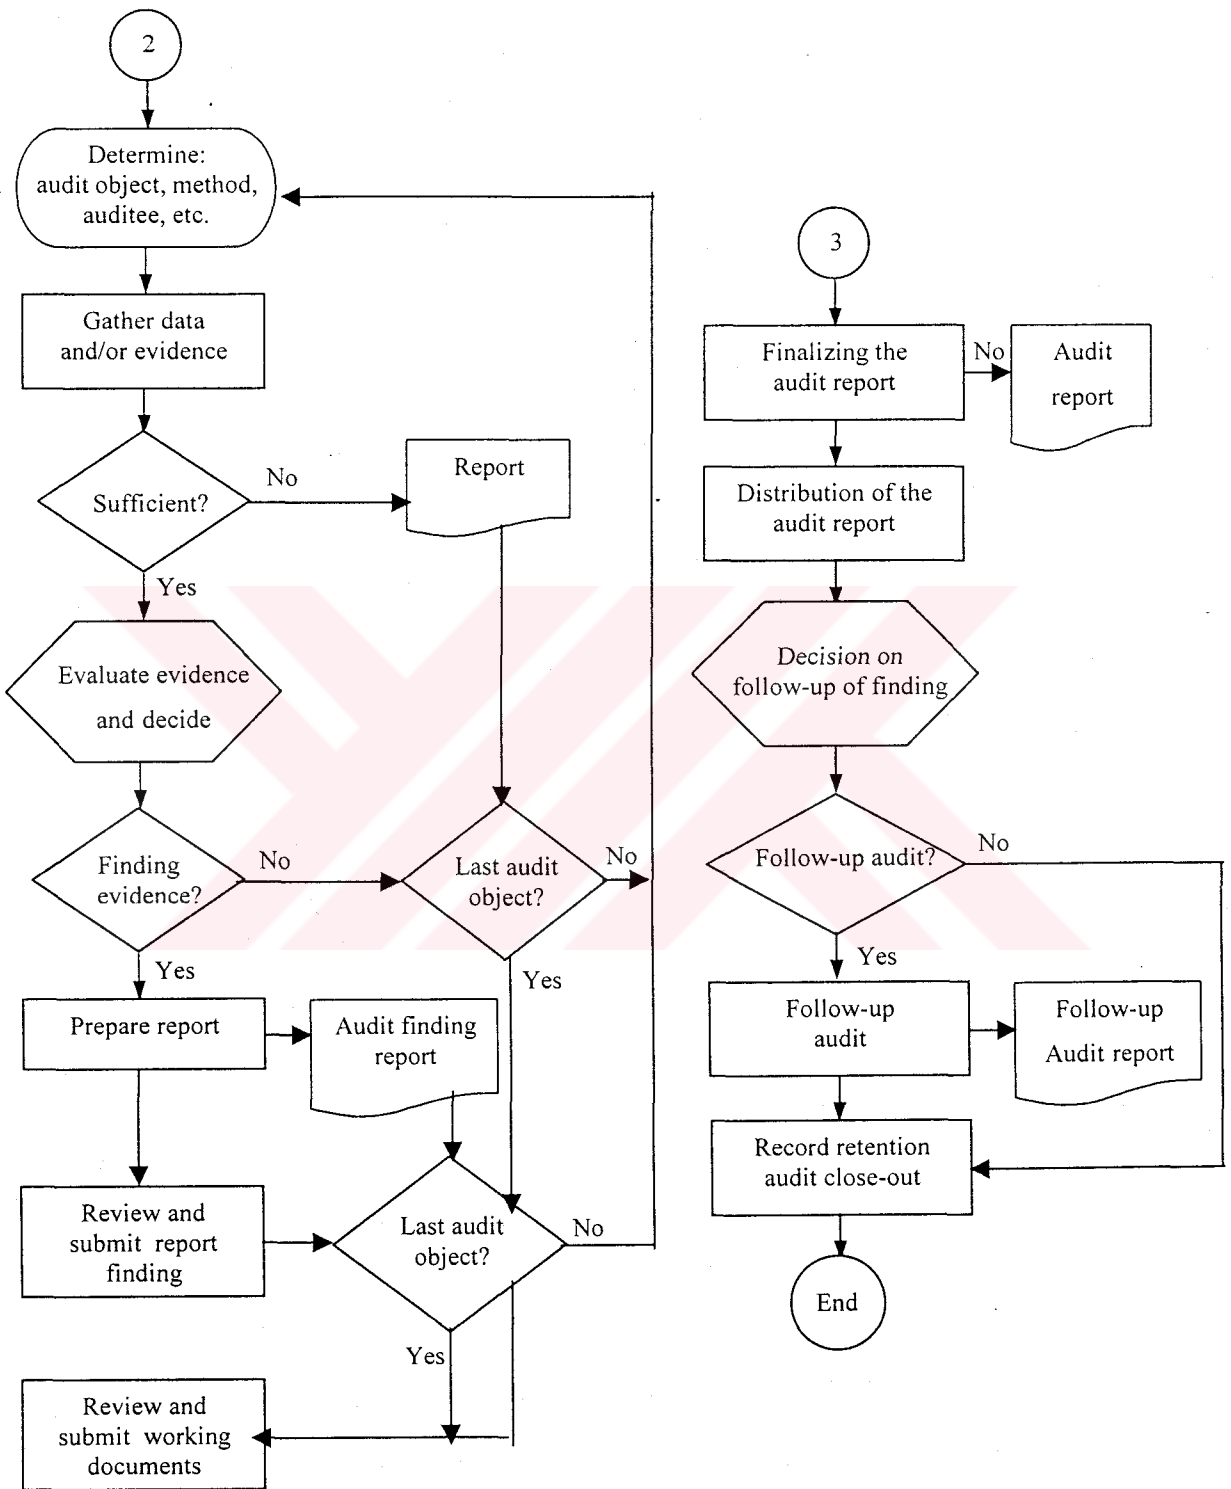 2
Determine:
audit object, method,
auditee, etc.
Gather data
and/or evidence
Sufficient?
No
Report
Yes
Evaluate evidence
and decide
Finding
evidence?
No
Last audit
object?
No
Yes
Yes
Prepare report
Audit finding
report
Review and
submit report
finding
Last audit
object?
No
Yes
Review and
submit working
documents
3
Finalizing the
audit report
No
Audit
report
Distribution of the
audit report
Decision on
follow-up of finding
Follow-up audit?
No
Yes
Follow-up
audit
Follow-up
Audit report
Record retention
audit close-out
End